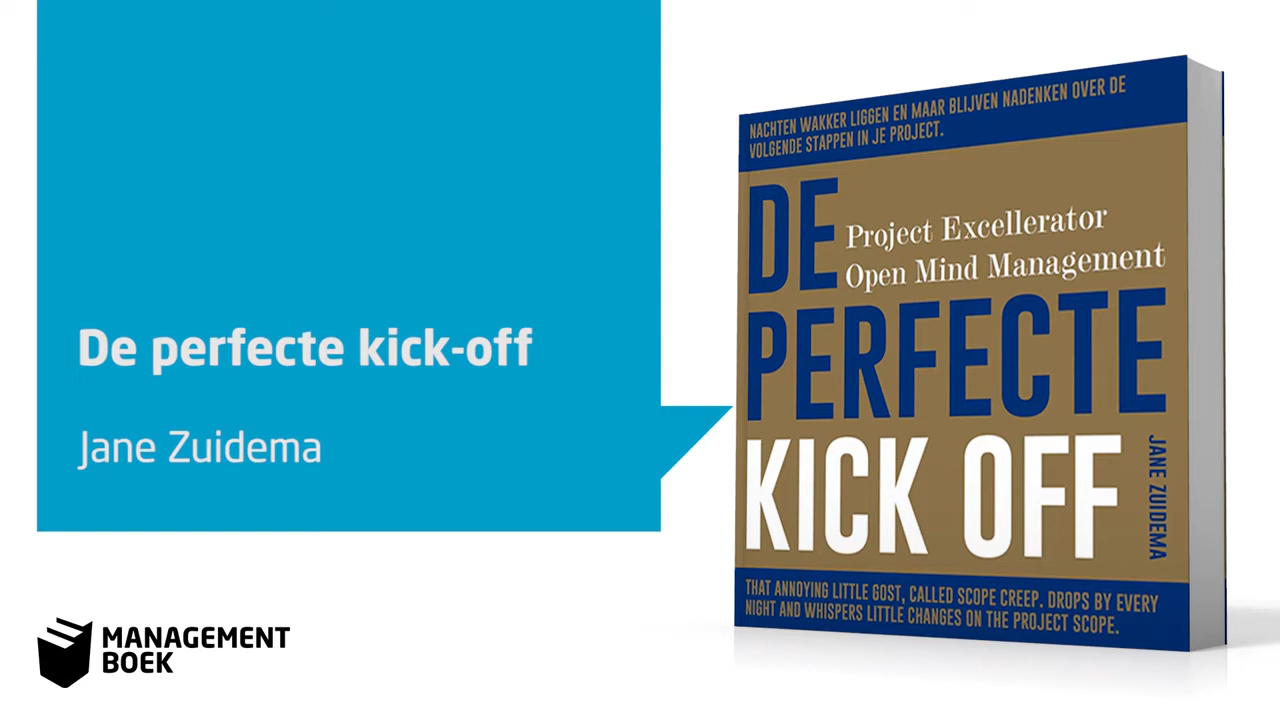 De perfecte kick-off
Jane Zuidema
MANAGEMENT
BOEK
NACHTEN WAKKER LIGGEN EN MAAR BLIJVEN NADENKEN OVER DE
VOLGENDE STAPPEN IN JE PROJECT.
DE
Project Excellerator
Open Mind Management
PERFECTE
KICK OFF
JANE ZUIDEMA
THAT ANNOYING LITTLE GOST, CALLED SCOPE CREEP. DROPS BY EVERY
NIGHT AND WHISPERS LITTLE CHANGES ON THE PROJECT SCOPE.